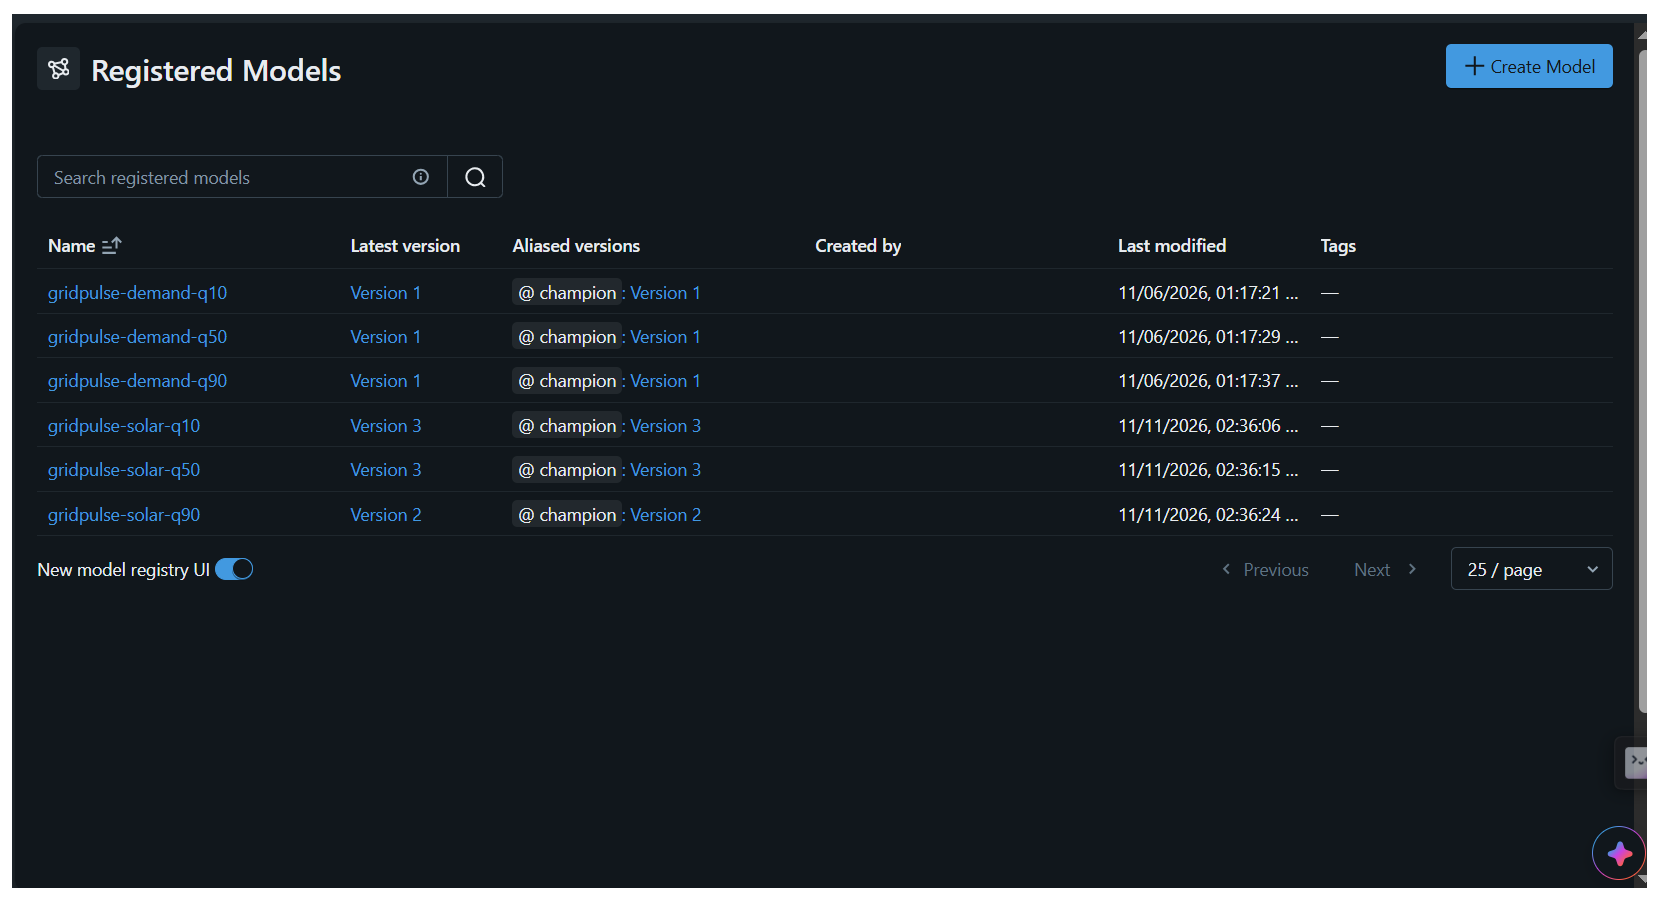 Registered Models
Create Model
Search registered models
Name Latest version Aliased versions Created by Last modified Tags
gridpulse-demand-q10 Version 1 @ champion : Version 1 11/06/2026, 01:17:21 ... —
gridpulse-demand-q50 Version 1 @ champion : Version 1 11/06/2026, 01:17:29 ... —
gridpulse-demand-q90 Version 1 @ champion : Version 1 11/06/2026, 01:17:37 ... —
gridpulse-solar-q10 Version 3 @ champion : Version 3 11/11/2026, 02:36:06 ... —
gridpulse-solar-q50 Version 3 @ champion : Version 3 11/11/2026, 02:36:15 ... —
gridpulse-solar-q90 Version 2 @ champion : Version 2 11/11/2026, 02:36:24 ... —
New model registry UI Previous Next 25 / page